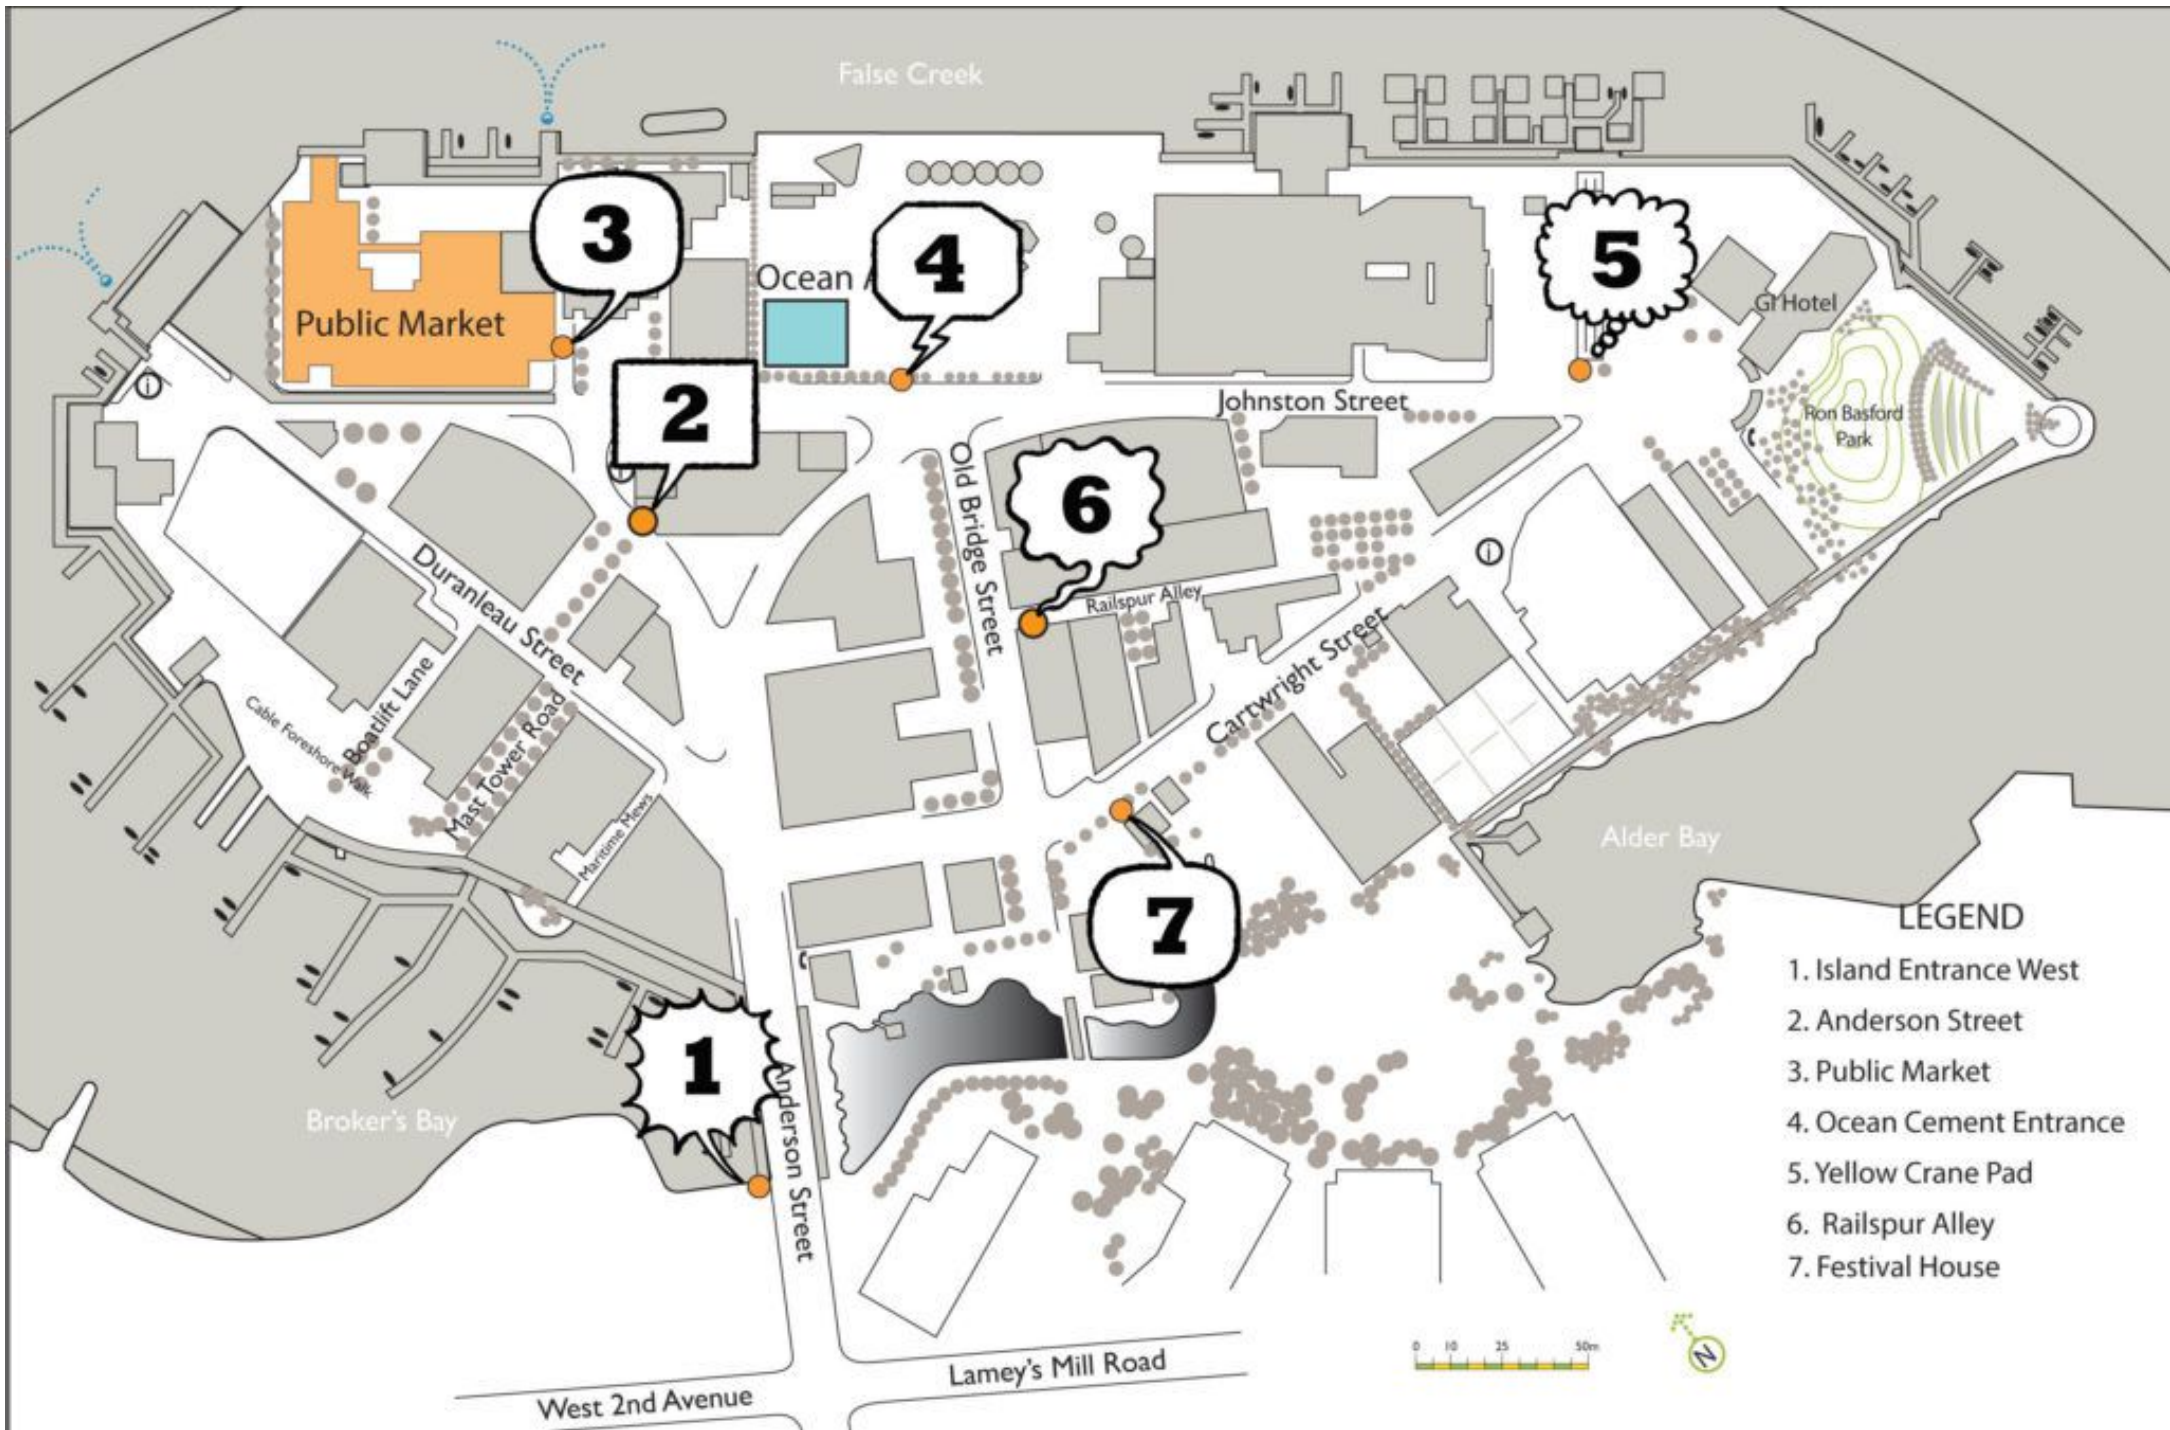 False Creek
3
4
5
Ocean A
Public Market
GI Hotel
2
Johnston Street
Ron Basford
Park
6
Old Bridge Street
i
i
Duranleau Street
Railspur Alley
Cartwright Street
Boatlift Lane
Cable Foreshore Walk
Mast Tower Road
Maritime Mews
Alder Bay
7
LEGEND
1. Island Entrance West
2. Anderson Street
3. Public Market
4. Ocean Cement Entrance
5. Yellow Crane Pad
6. Railspur Alley
7. Festival House
1
Broker's Bay
Anderson Street
0 10 25 50m
N
Lamey's Mill Road
West 2nd Avenue